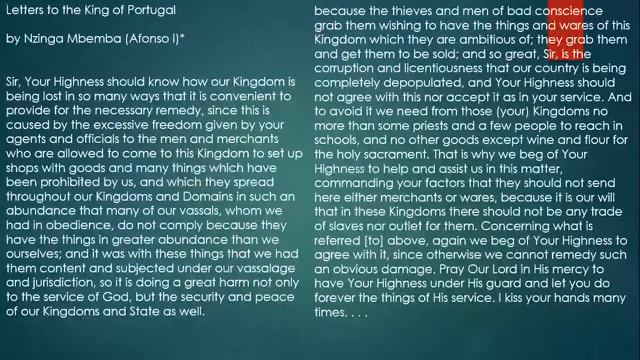 Letters to the King of Portugal
by Nzinga Mbemba (Afonso I)*
Sir, Your Highness should know how our Kingdom is
being lost in so many ways that it is convenient to
provide for the necessary remedy, since this is
caused by the excessive freedom given by your
agents and officials to the men and merchants
who are allowed to come to this Kingdom to set up
shops with goods and many things which have
been prohibited by us, and which they spread
throughout our Kingdoms and Domains in such an
abundance that many of our vassals, whom we
had in obedience, do not comply because they
have the things in greater abundance than we
ourselves; and it was with these things that we had
them content and subjected under our vassalage
and jurisdiction, so it is doing a great harm not only
to the service of God, but the security and peace
of our Kingdoms and State as well.
because the thieves and men of bad conscience
grab them wishing to have the things and wares of this
Kingdom which they are ambitious of; they grab them
and get them to be sold; and so great, Sir, is the
corruption and licentiousness that our country is being
completely depopulated, and Your Highness should
not agree with this nor accept it as in your service. And
to avoid it we need from those (your) Kingdoms no
more than some priests and a few people to reach in
schools, and no other goods except wine and flour for
the holy sacrament. That is why we beg of Your
Highness to help and assist us in this matter,
commanding your factors that they should not send
here either merchants or wares, because it is our will
that in these Kingdoms there should not be any trade
of slaves nor outlet for them. Concerning what is
referred [to] above, again we beg of Your Highness to
agree with it, since otherwise we cannot remedy such
an obvious damage. Pray Our Lord in His mercy to
have Your Highness under His guard and let you do
forever the things of His service. I kiss your hands many
times. . . .